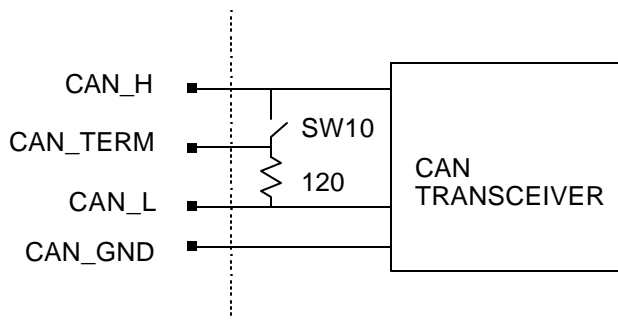 CAN_H
SW10
CAN_TERM
120
CAN
TRANSCEIVER
CAN_L
CAN_GND